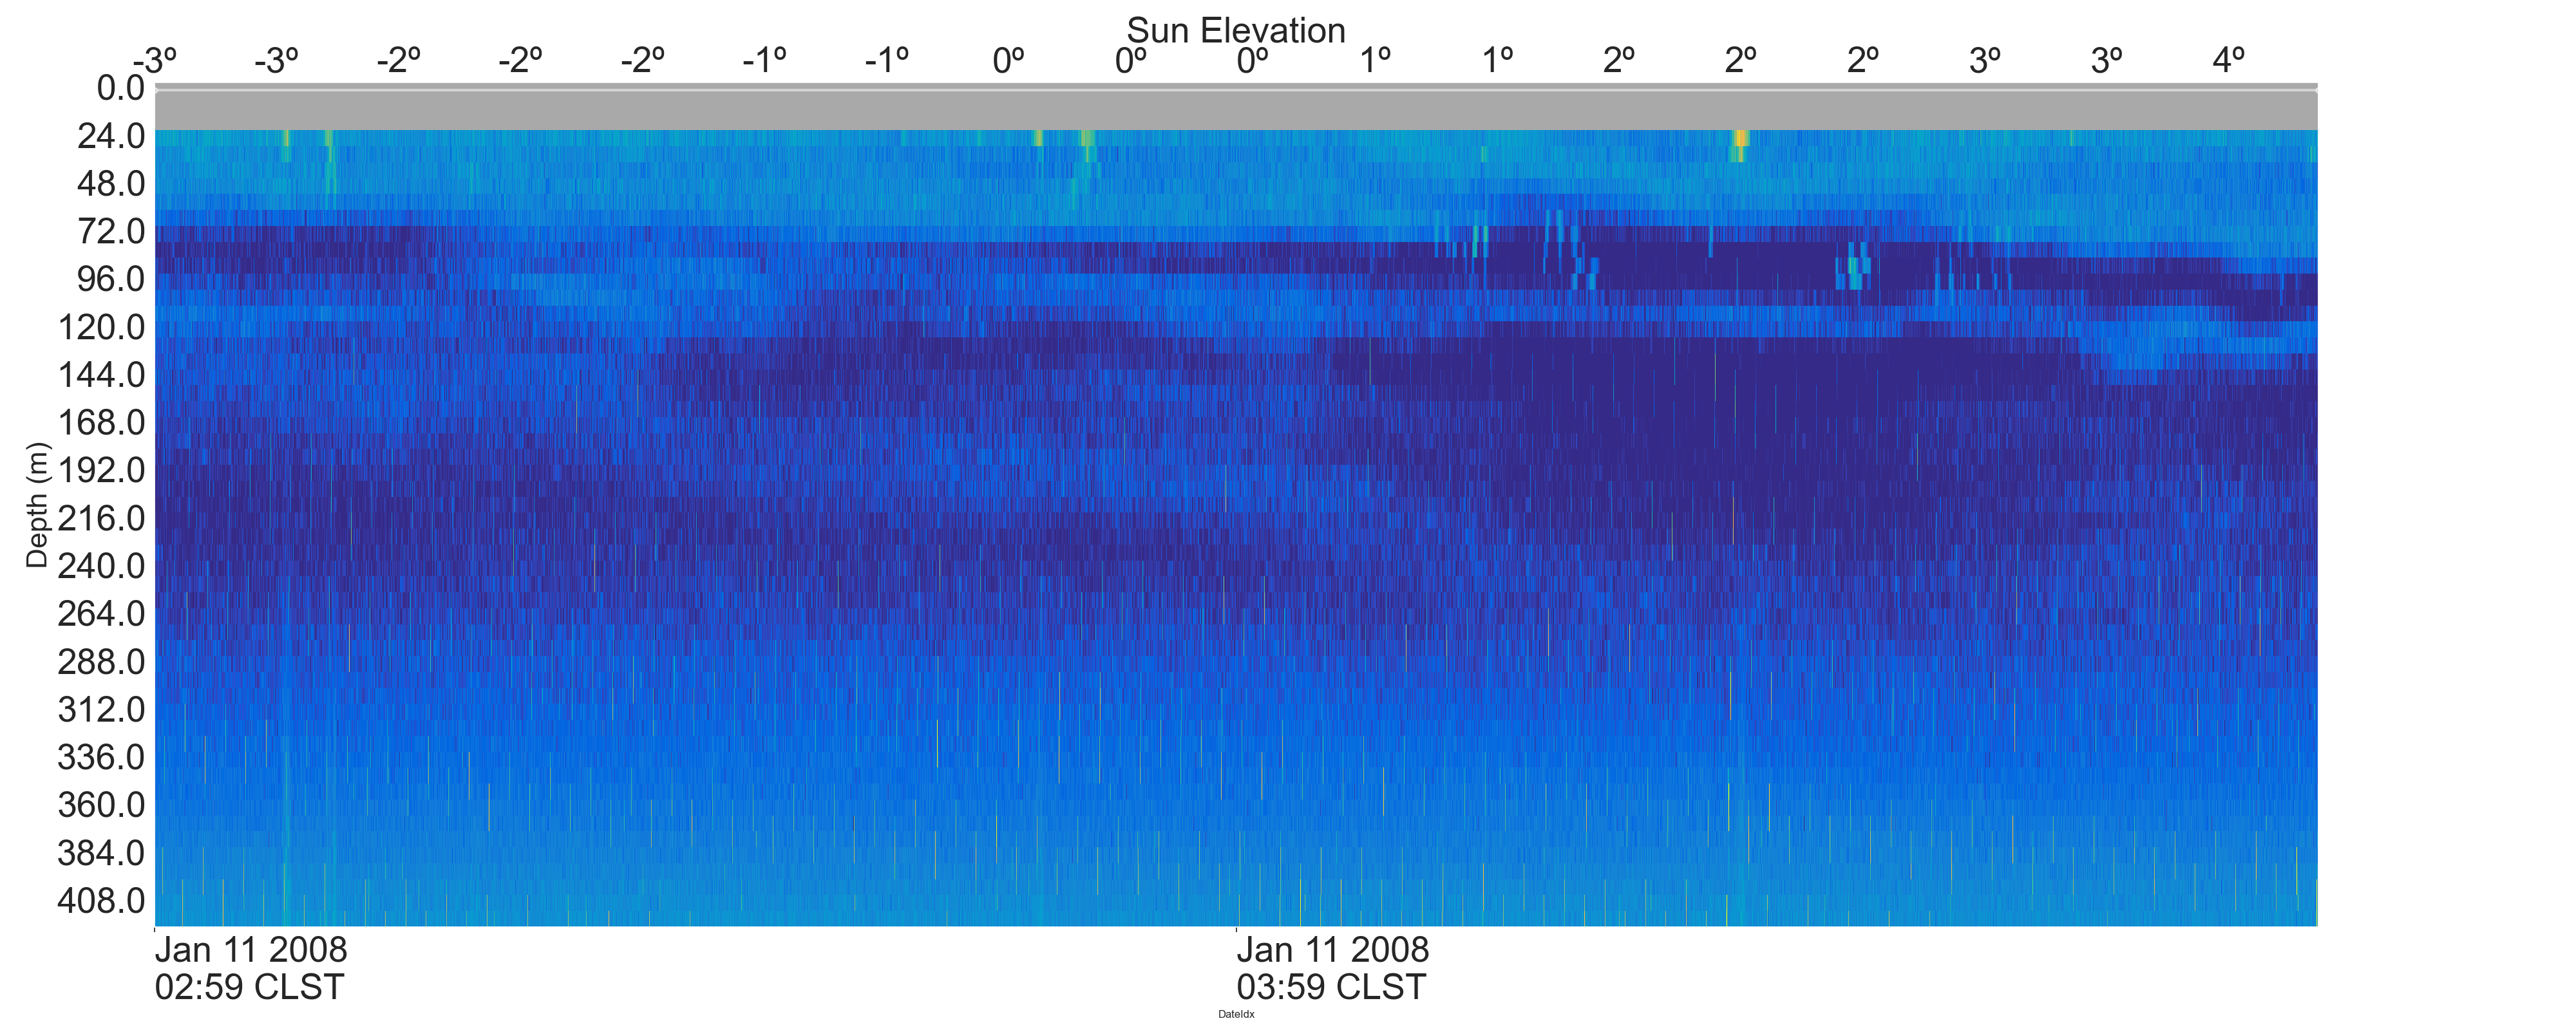 Sun Elevation
-3º -3º -2º -2º -2º -1º -1º 0º 0º 0º 1º 1º 2º 2º 2º 3º 3º 4º
0.0
24.0
48.0
72.0
96.0
120.0
144.0
168.0
192.0
216.0
240.0
264.0
288.0
312.0
336.0
360.0
384.0
408.0
Depth (m)
Jan 11 2008
02:59 CLST
Jan 11 2008
03:59 CLST
DateIdx